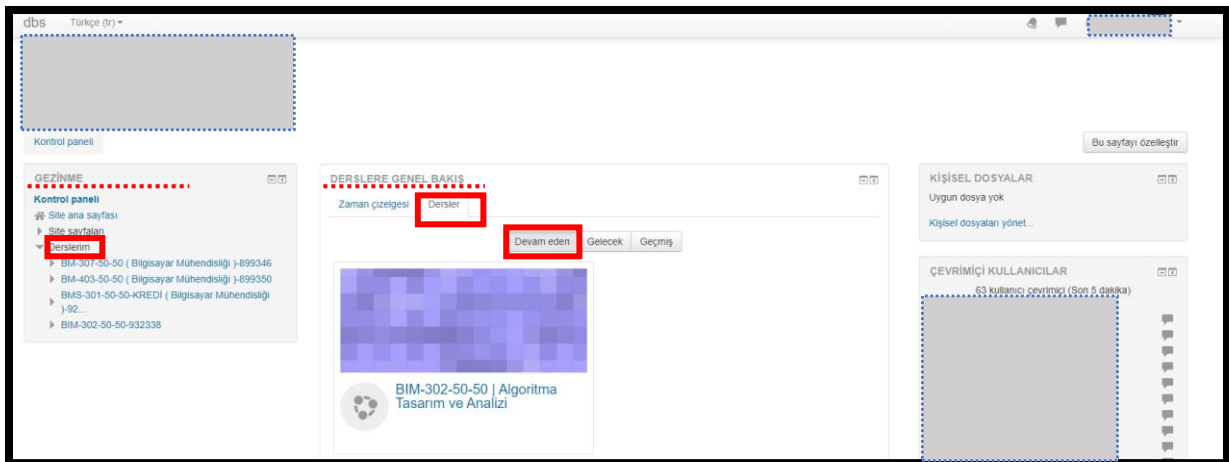 dbs Türkçe (tr)
Kontrol paneli
Bu sayfayı özelleştir
GEZİNME
Kontrol paneli
Site ana sayfası
Site sayfaları
Derslerim
BM-307-50-50 ( Bilgisayar Mühendisliği )-899346
BM-403-50-50 ( Bilgisayar Mühendisliği )-899350
BMS-301-50-50-KREDİ ( Bilgisayar Mühendisliği
)-92...
BIM-302-50-50-932338
DERSLERE GENEL BAKIŞ
Zaman çizelgesi Dersler
Devam eden Gelecek Geçmiş
BIM-302-50-50 | Algoritma
Tasarım ve Analizi
KİŞİSEL DOSYALAR
Uygun dosya yok
Kişisel dosyaları yönet...
ÇEVRİMİÇİ KULLANICILAR
63 kullanıcı çevrimiçi (Son 5 dakika)